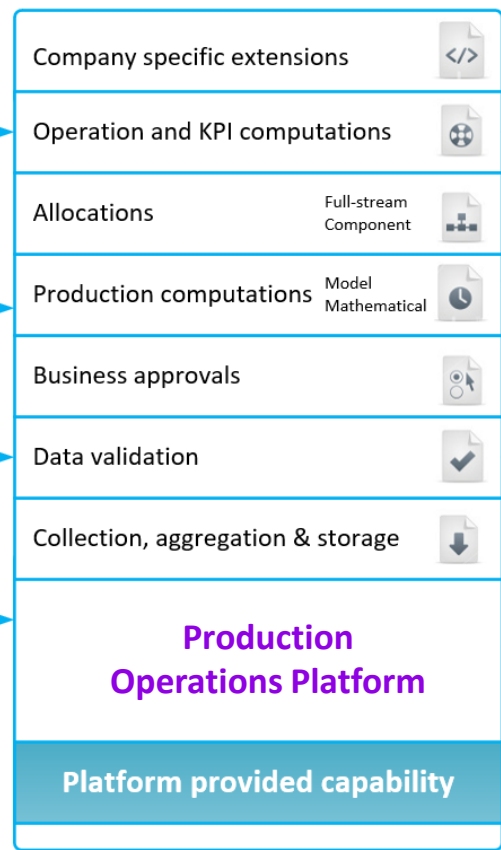 Company specific extensions
</>
Operation and KPI computations
Allocations
Full-stream
Component
Production computations
Model
Mathematical
Business approvals
Data validation
Collection, aggregation & storage
Production
Operations Platform
Platform provided capability